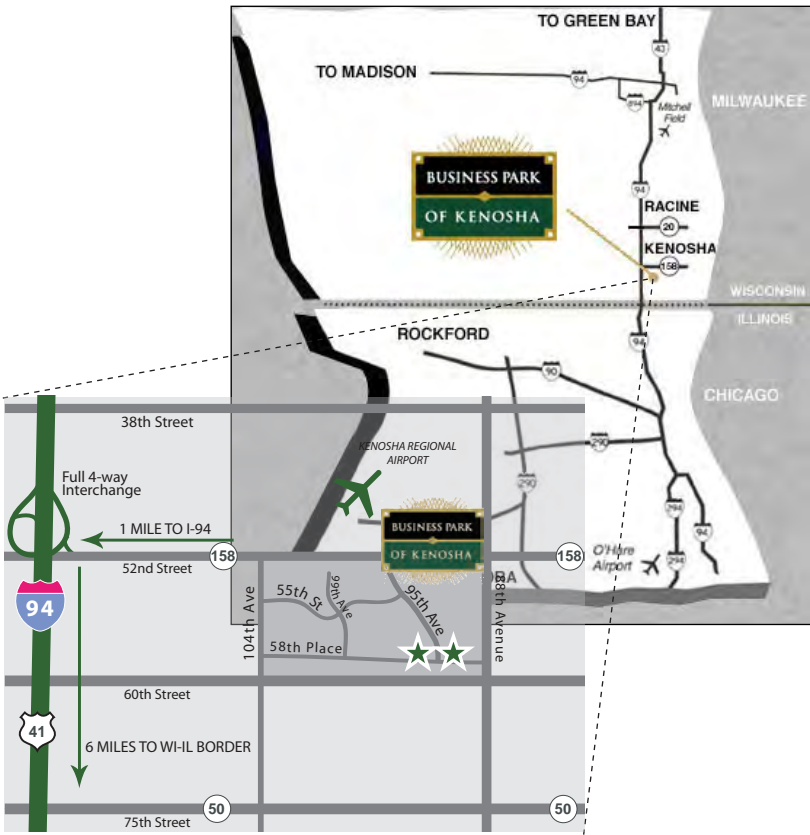 TO GREEN BAY
43
TO MADISON
94
894
Mitchell
Field
MILWAUKEE
BUSINESS PARK
OF KENOSHA
94
RACINE
20
KENOSHA
158
WISCONSIN
ILLINOIS
ROCKFORD
94
90
CHICAGO
290
290
294
94
O'Hare
Airport
294
38th Street
KENOSHA REGIONAL
AIRPORT
Full 4-way
Interchange
1 MILE TO I-94
BUSINESS PARK
OF KENOSHA
158
158
52nd Street
94
104th Ave
55th St
99th Ave
95th Ave
88th Avenue
58th Place
60th Street
41
6 MILES TO WI-IL BORDER
50
50
75th Street